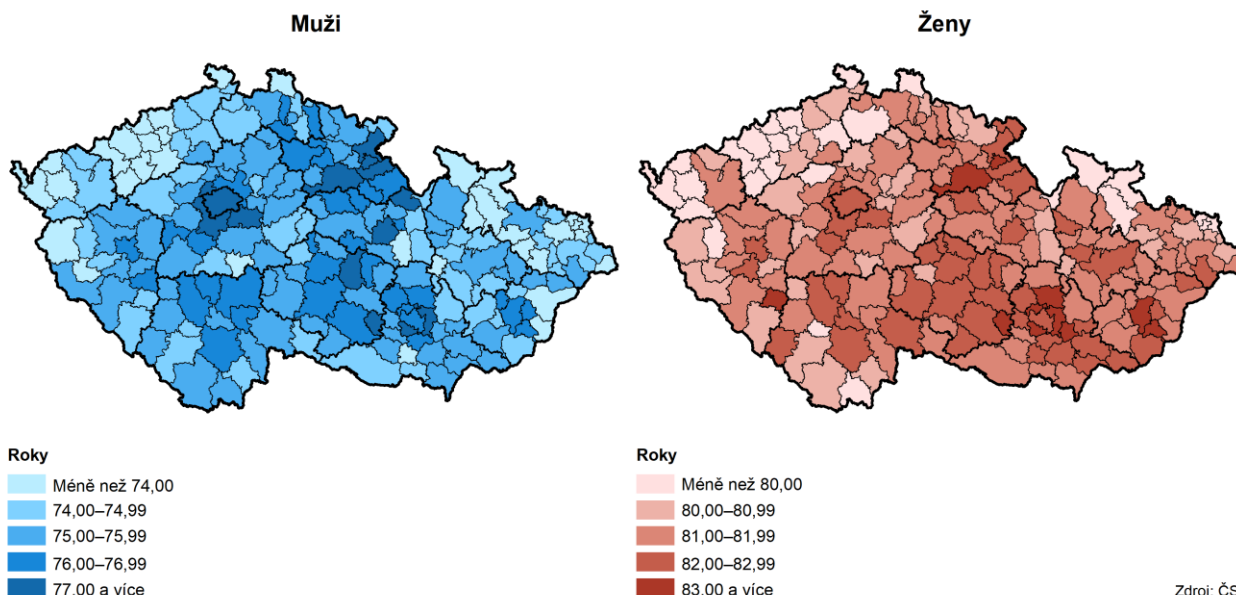 Muži
Ženy
Roky
Méně než 74,00
74,00–74,99
75,00–75,99
76,00–76,99
77,00 a více
Roky
Méně než 80,00
80,00–80,99
81,00–81,99
82,00–82,99
83,00 a více
Zdroj: ČS